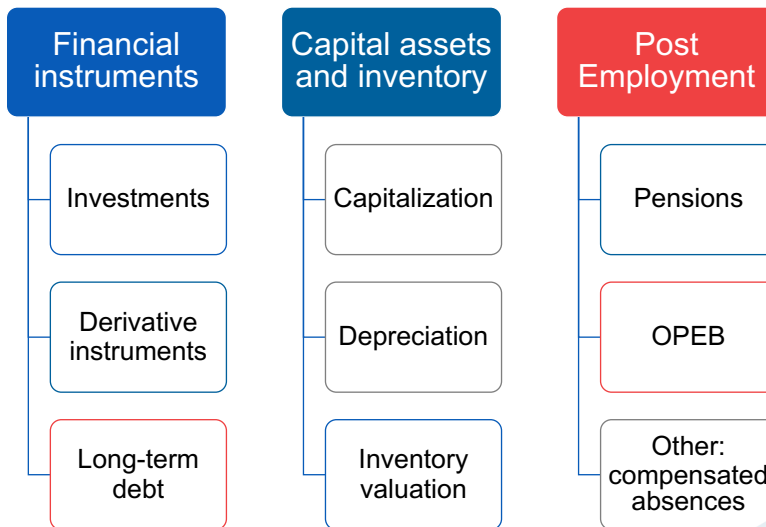 Financial
instruments
Investments
Derivative
instruments
Long-term
debt
Capital assets
and inventory
Capitalization
Depreciation
Inventory
valuation
Post
Employment
Pensions
OPEB
Other:
compensated
absences